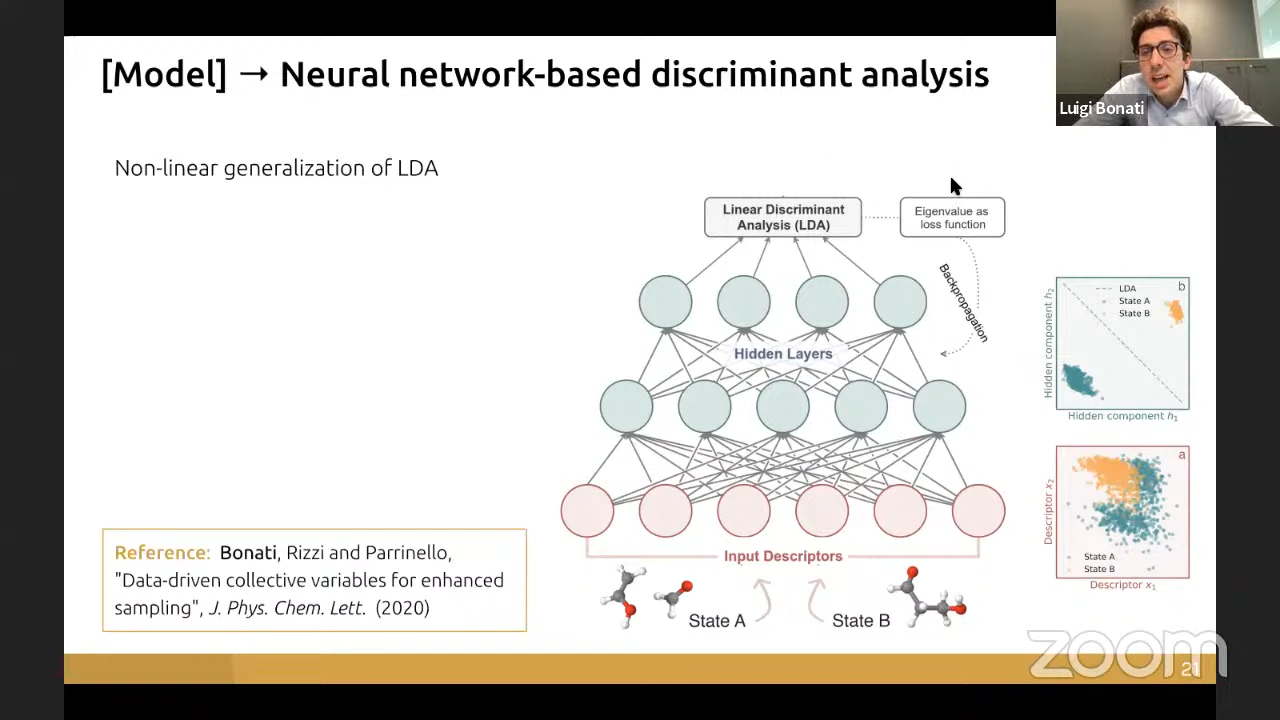 [Model] → Neural network-based discriminant analysis
Luigi Bonati
Non-linear generalization of LDA
Linear Discriminant
Analysis (LDA)
Eigenvalue as
loss function
Backpropagation
Hidden Layers
Input Descriptors
State A
State B
b
LDA
State A
State B
Hidden component h₂
Hidden component h₁
a
State A
State B
Descriptor x₂
Descriptor x₁
Reference: Bonati, Rizzi and Parrinello,
"Data-driven collective variables for enhanced
sampling", J. Phys. Chem. Lett. (2020)
zoom
21